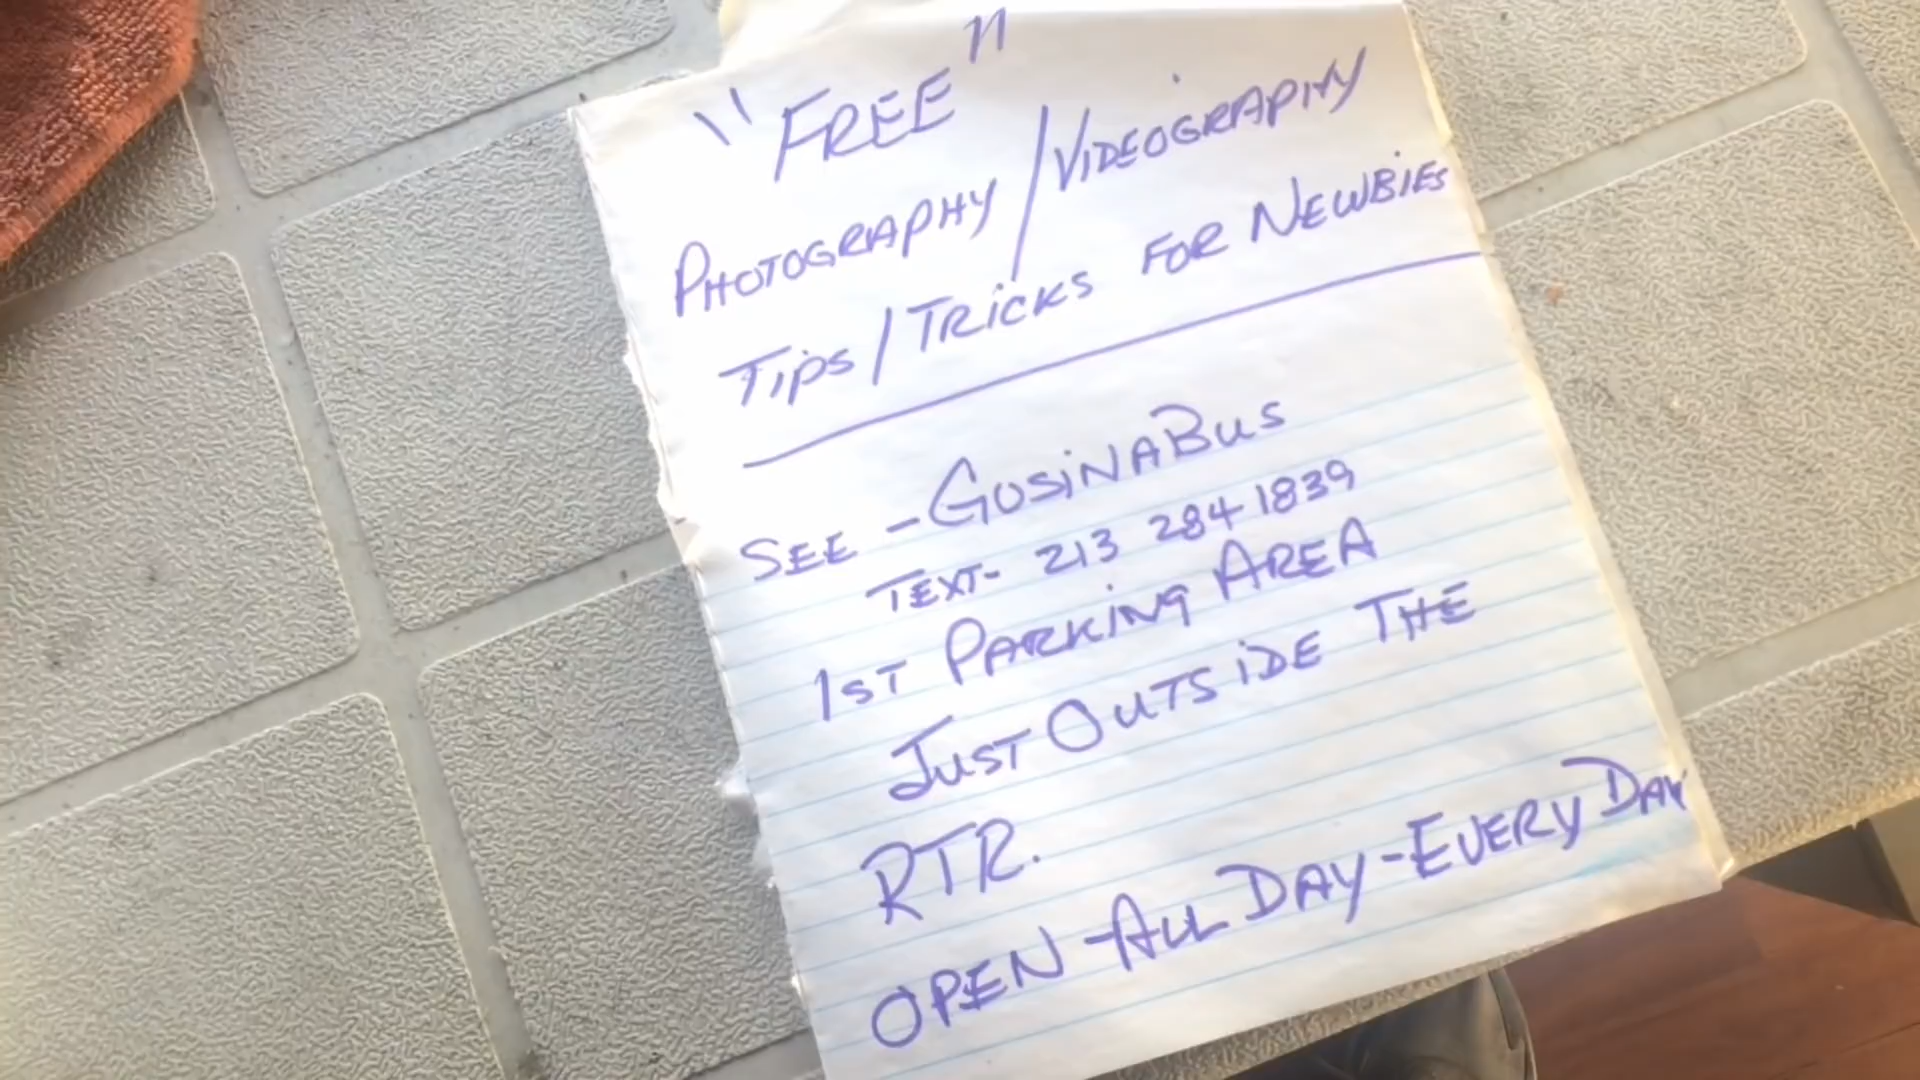 "FREE"
PHOTOGRAPHY/VIDEOGRAPHY
TiPS/TRiCKS FOR NEWBiES
SEE - GUSiNABUS
TEXT- 213 284 1839
1ST PARKiNG AREA
JUST OUTSiDE THE
RTR.
OPEN-ALL DAY-EVERY DAY